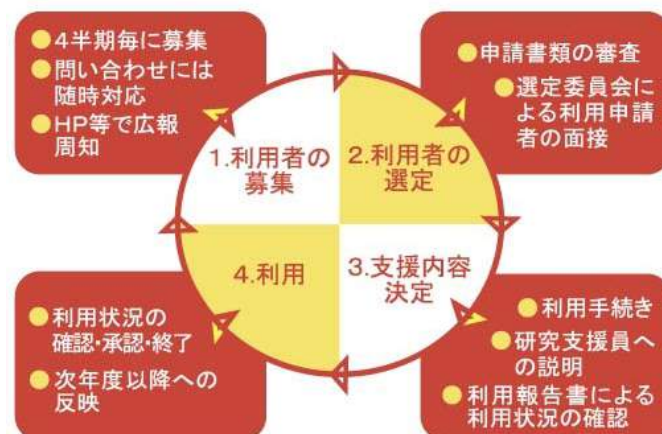 ●4半期毎に募集
●問い合わせには
随時対応
●HP等で広報
周知
●申請書類の審査
●選定委員会に
よる利用申請
者の面接
1.利用者の
募集
2.利用者の
選定
4.利用
3.支援内容
決定
●利用状況の
確認・承認・終了
●次年度以降への
反映
●利用手続き
●研究支援員へ
の説明
●利用報告書による
利用状況の確認